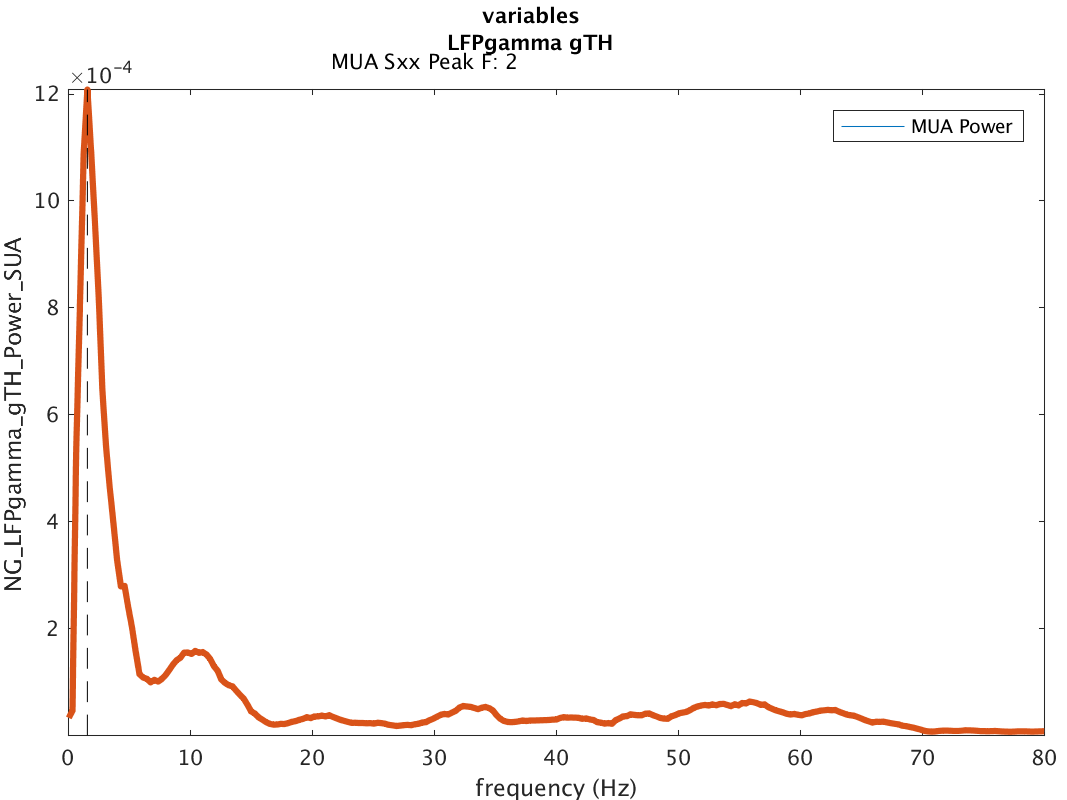 variables
LFPgamma gTH
MUA Sxx Peak F: 2
×10⁻⁴
12
10
8
6
4
2
NG_LFPgamma_gTH_Power_SUA
MUA Power
0 10 20 30 40 50 60 70 80
frequency (Hz)